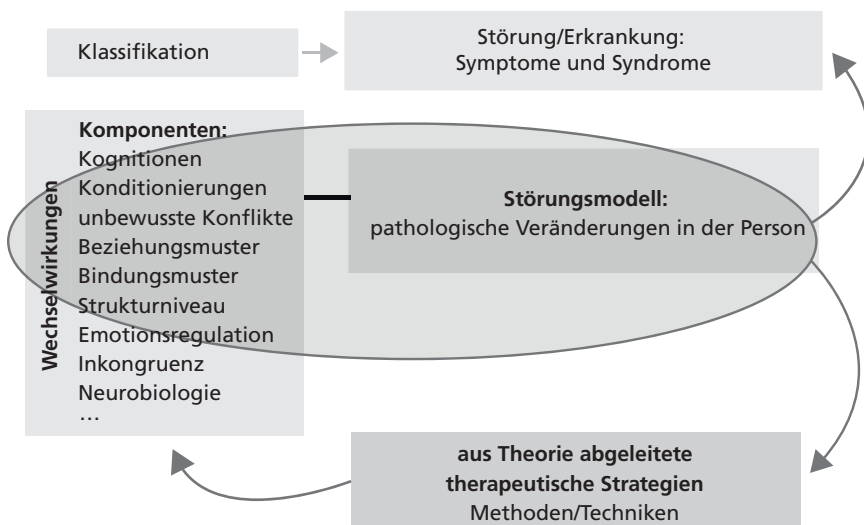 Klassifikation
Störung/Erkrankung:
Symptome und Syndrome
Wechselwirkungen
Komponenten:
Kognitionen
Konditionierungen
unbewusste Konflikte
Beziehungsmuster
Bindungsmuster
Strukturniveau
Emotionsregulation
Inkongruenz
Neurobiologie
…
Störungsmodell:
pathologische Veränderungen in der Person
aus Theorie abgeleitete
therapeutische Strategien
Methoden/Techniken